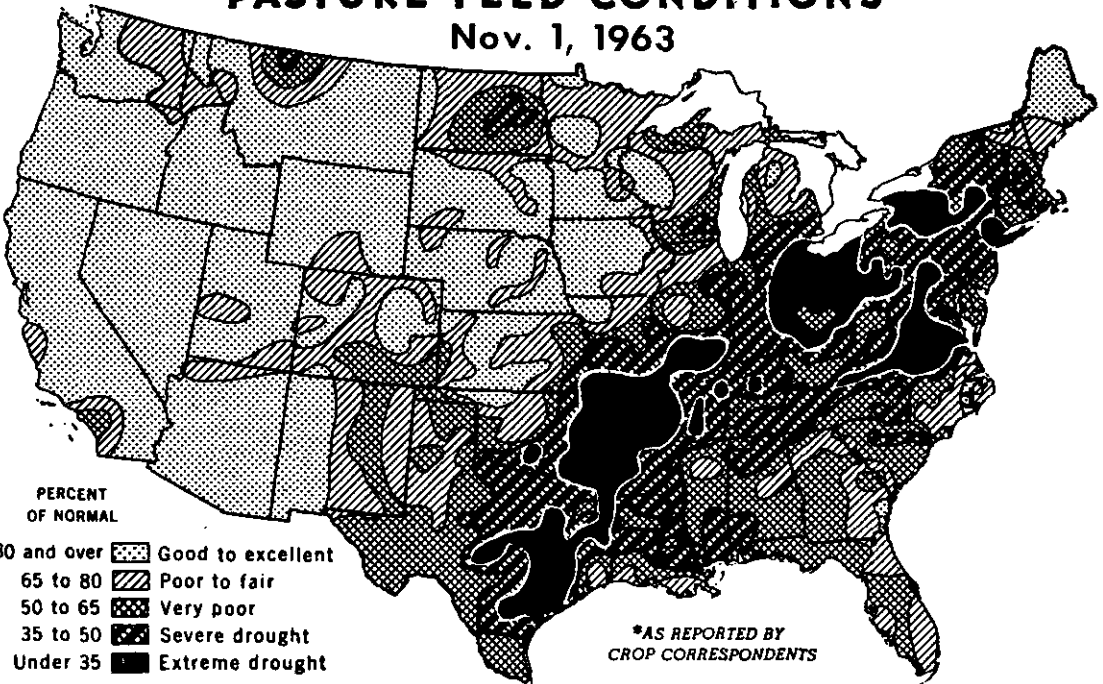 PASTURE FEED CONDITIONS
Nov. 1, 1963
PERCENT
OF NORMAL
80 and over Good to excellent
65 to 80 Poor to fair
50 to 65 Very poor
35 to 50 Severe drought
Under 35 Extreme drought
*AS REPORTED BY
CROP CORRESPONDENTS